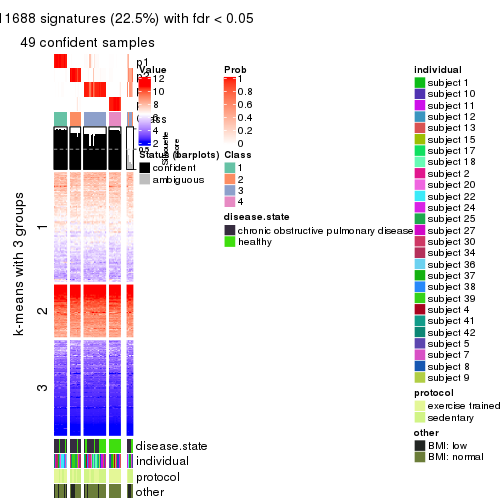 11688 signatures (22.5%) with fdr < 0.05
49 confident samples
p1
Value
12
10
8
6
4
2
Prob
1
0.8
0.6
0.4
0.2
0
Status (barplots)
confident
ambiguous
Class
1
2
3
4
disease.state
chronic obstructive pulmonary disease
healthy
k-means with 3 groups
1
2
3
disease.state
individual
protocol
other
individual
subject 1
subject 10
subject 11
subject 12
subject 13
subject 15
subject 17
subject 18
subject 2
subject 20
subject 22
subject 24
subject 25
subject 27
subject 30
subject 34
subject 36
subject 37
subject 38
subject 39
subject 4
subject 41
subject 42
subject 5
subject 7
subject 8
subject 9
protocol
exercise trained
sedentary
other
BMI: low
BMI: normal